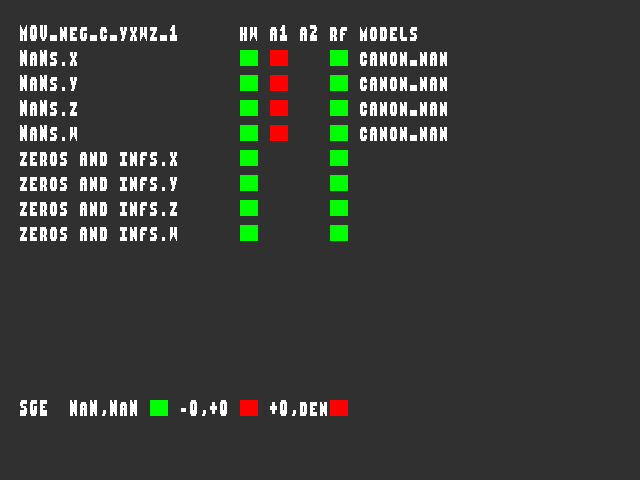 MOV_NEG_C_YXWZ_1 HW A1 A2 RF MODELS
NaNs.X CANON_NAN
NaNs.Y CANON_NAN
NaNs.Z CANON_NAN
NaNs.W CANON_NAN
ZEROS AND INFS.X
ZEROS AND INFS.Y
ZEROS AND INFS.Z
ZEROS AND INFS.W
SGE NaN,NaN -0,+0 +0,DEN